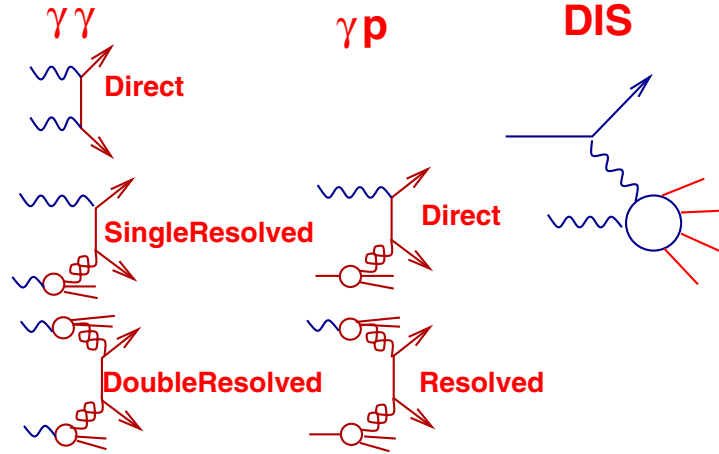 γγ
γp
DIS
Direct
SingleResolved
Direct
DoubleResolved
Resolved